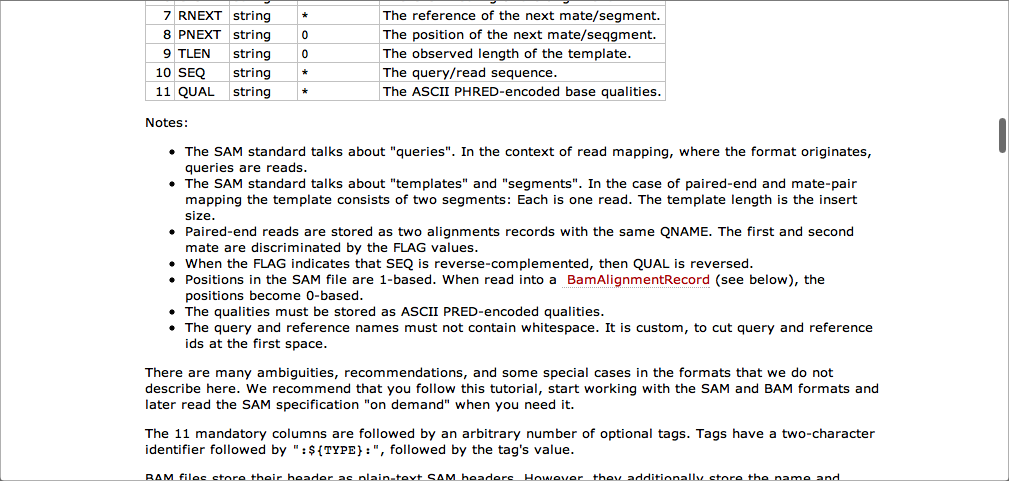 7 RNEXT string * The reference of the next mate/segment.
8 PNEXT string 0 The position of the next mate/seqgment.
9 TLEN string 0 The observed length of the template.
10 SEQ string * The query/read sequence.
11 QUAL string * The ASCII PHRED-encoded base qualities.
Notes:
• The SAM standard talks about "queries". In the context of read mapping, where the format originates,
queries are reads.
• The SAM standard talks about "templates" and "segments". In the case of paired-end and mate-pair
mapping the template consists of two segments: Each is one read. The template length is the insert
size.
• Paired-end reads are stored as two alignments records with the same QNAME. The first and second
mate are discriminated by the FLAG values.
• When the FLAG indicates that SEQ is reverse-complemented, then QUAL is reversed.
• Positions in the SAM file are 1-based. When read into a BamAlignmentRecord (see below), the
positions become 0-based.
• The qualities must be stored as ASCII PRED-encoded qualities.
• The query and reference names must not contain whitespace. It is custom, to cut query and reference
ids at the first space.
There are many ambiguities, recommendations, and some special cases in the formats that we do not
describe here. We recommend that you follow this tutorial, start working with the SAM and BAM formats and
later read the SAM specification "on demand" when you need it.
The 11 mandatory columns are followed by an arbitrary number of optional tags. Tags have a two-character
identifier followed by ":${TYPE}:", followed by the tag's value.
BAM files store their header as plain-text SAM headers. However, they additionally store the name and